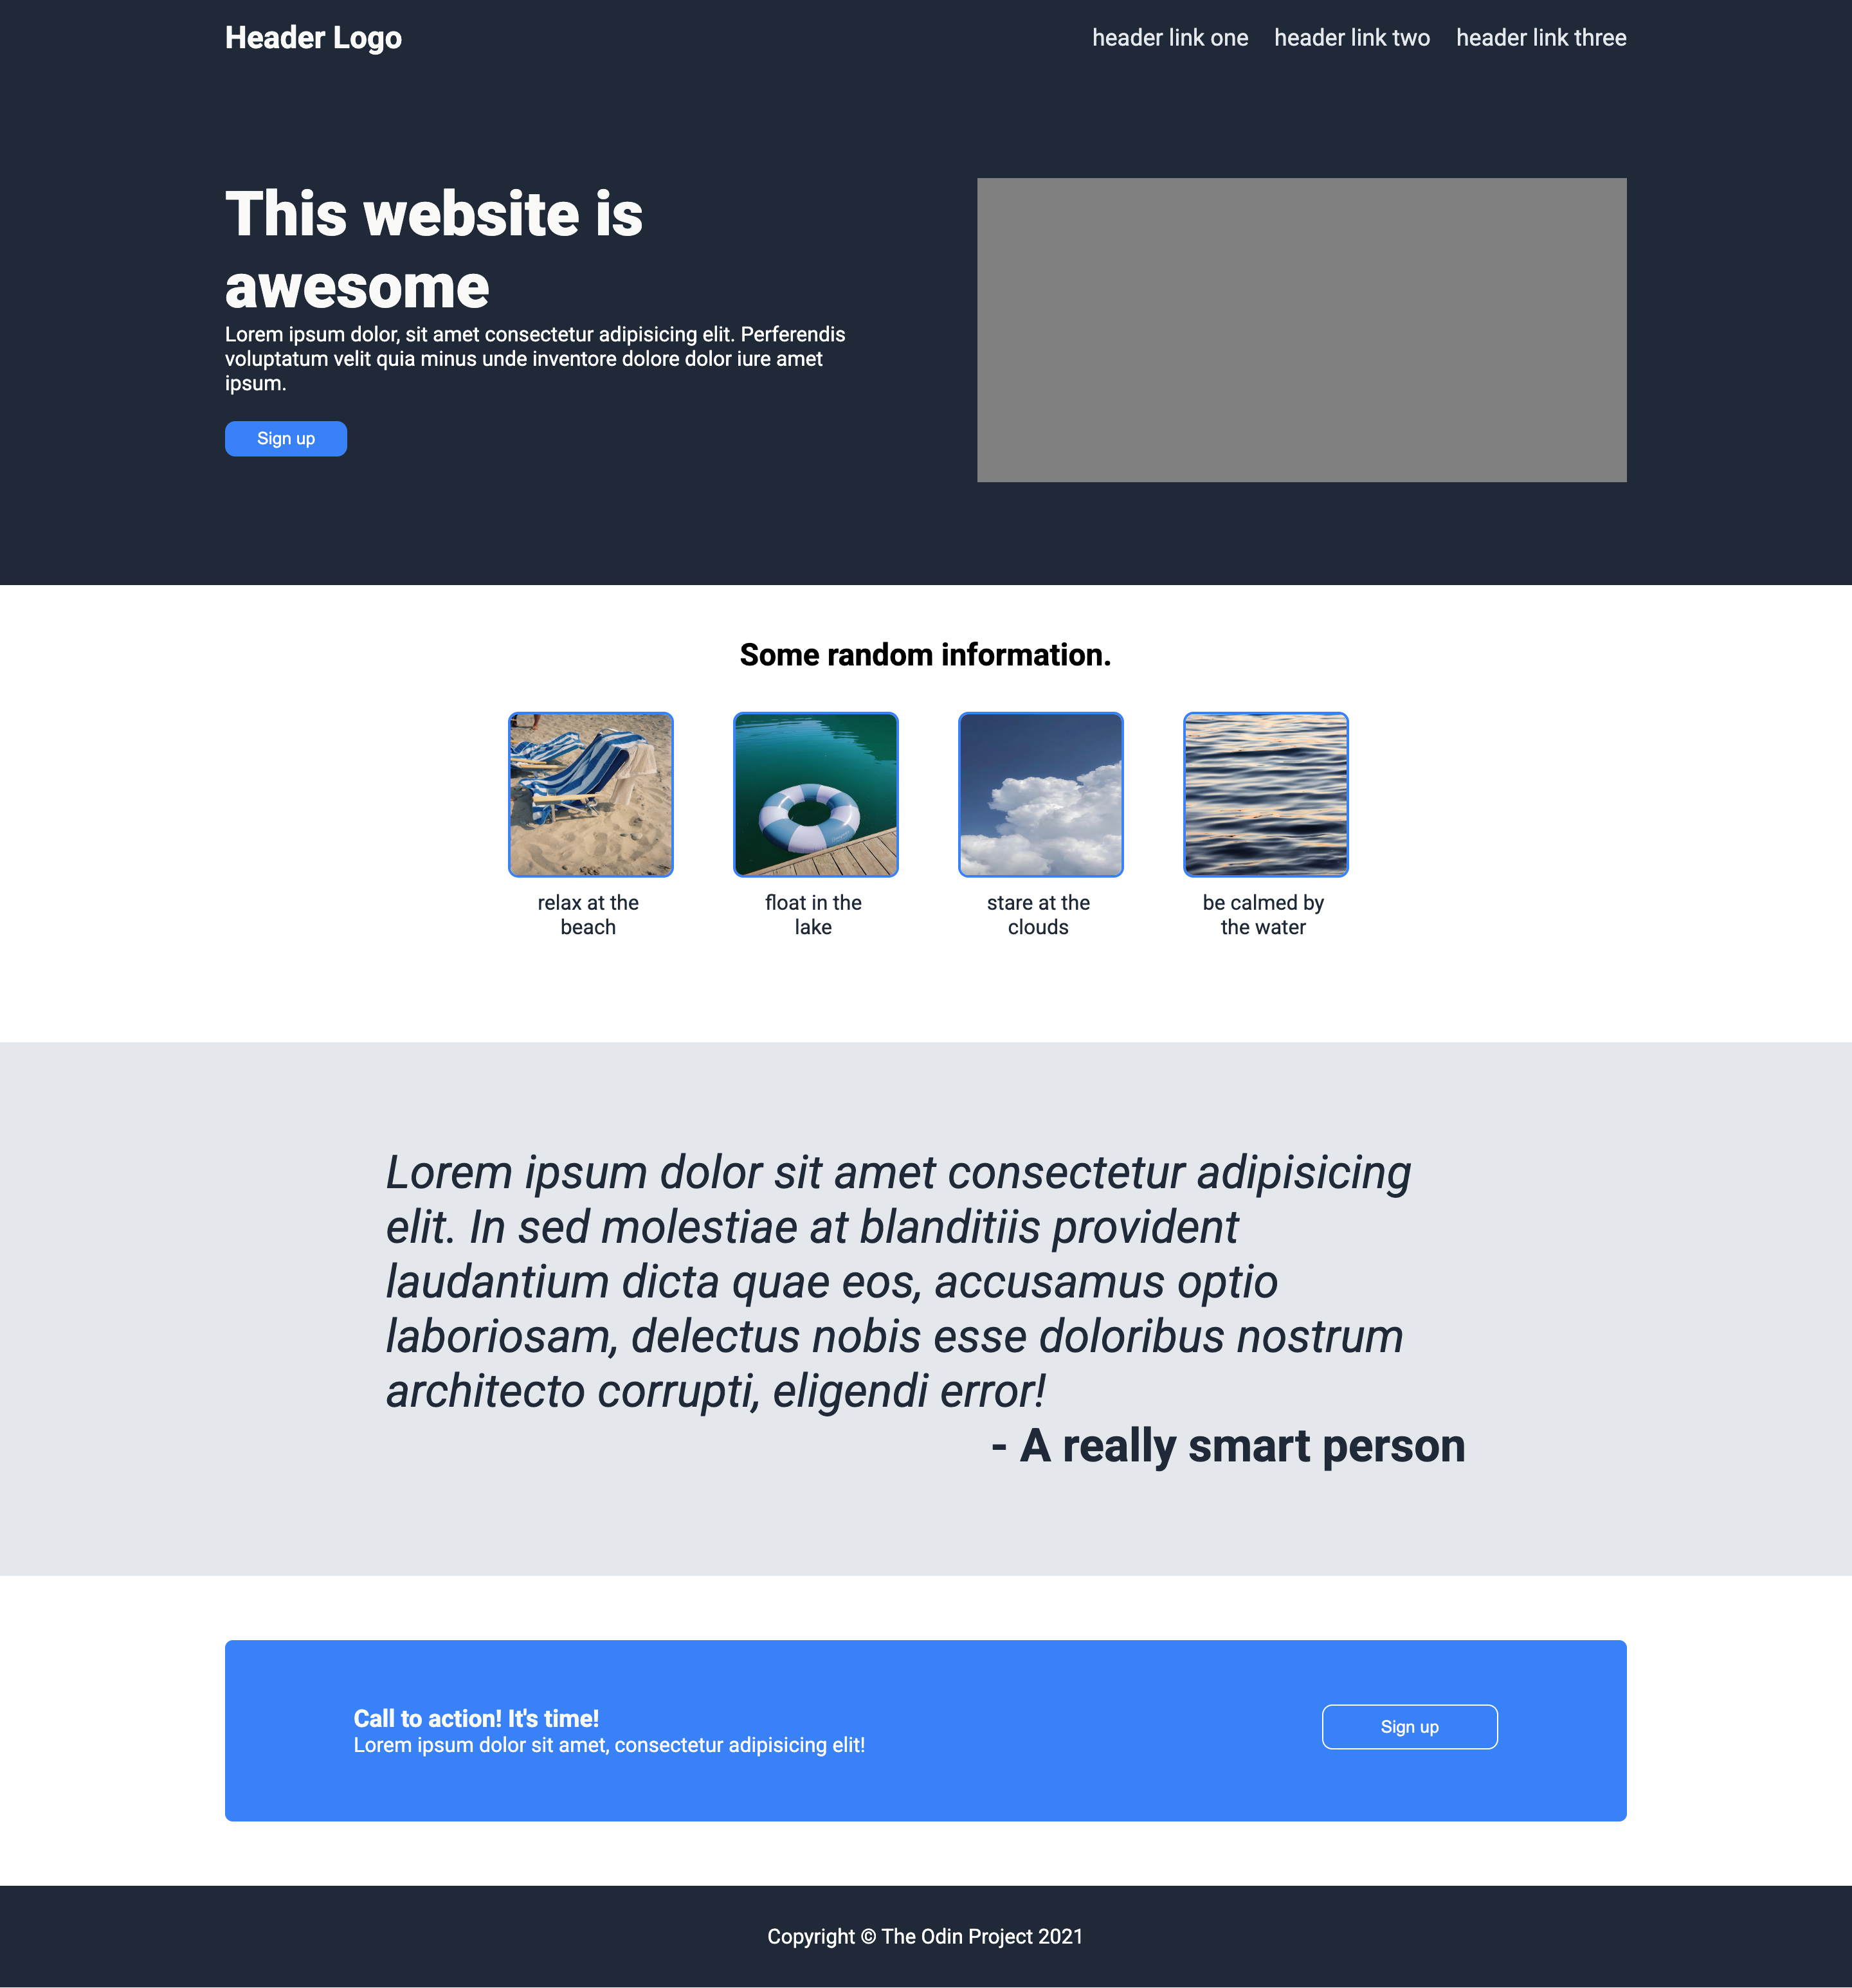 Header Logo
header link one header link two header link three
This website is
awesome
Lorem ipsum dolor, sit amet consectetur adipisicing elit. Perferendis
voluptatum velit quia minus unde inventore dolore dolor iure amet
ipsum.
Sign up
Some random information.
relax at the
beach
float in the
lake
stare at the
clouds
be calmed by
the water
Lorem ipsum dolor sit amet consectetur adipisicing
elit. In sed molestiae at blanditiis provident
laudantium dicta quae eos, accusamus optio
laboriosam, delectus nobis esse doloribus nostrum
architecto corrupti, eligendi error!
- A really smart person
Call to action! It's time!
Lorem ipsum dolor sit amet, consectetur adipisicing elit!
Sign up
Copyright © The Odin Project 2021